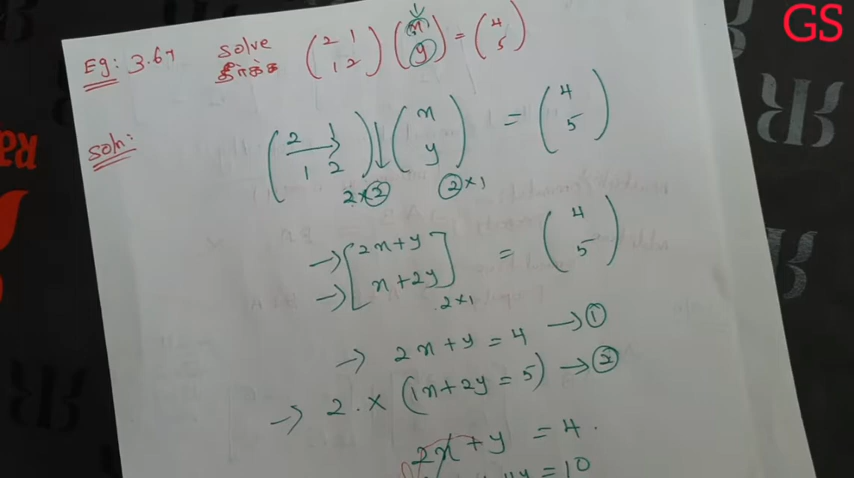 GS
Eg: 3.67 Solve (2 1 1 2) (x y) = (4 5)
தீர்க்க
Soln:
(2 1 1 2) (x y) = (4 5)
2×2 2×1
→ [2x+y
→ x+2y] = (4 5)
2×1
→ 2x+y = 4 → ①
→ 2 × (1x+2y = 5) → ②
2x + y = 4.
4y = 10